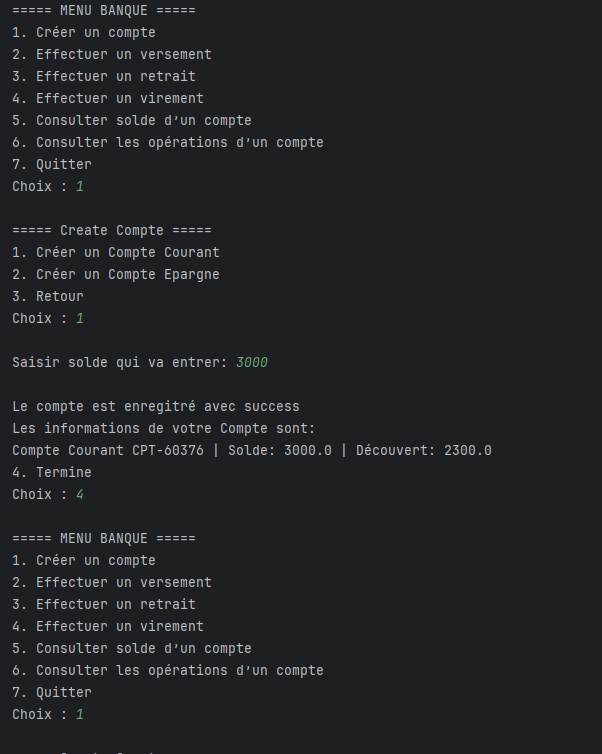 ===== MENU BANQUE =====
1. Créer un compte
2. Effectuer un versement
3. Effectuer un retrait
4. Effectuer un virement
5. Consulter solde d'un compte
6. Consulter les opérations d'un compte
7. Quitter
Choix : 1
===== Create Compte =====
1. Créer un Compte Courant
2. Créer un Compte Epargne
3. Retour
Choix : 1
Saisir solde qui va entrer: 3000
Le compte est enregitré avec success
Les informations de votre Compte sont:
Compte Courant CPT-60376 | Solde: 3000.0 | Découvert: 2300.0
4. Termine
Choix : 4
===== MENU BANQUE =====
1. Créer un compte
2. Effectuer un versement
3. Effectuer un retrait
4. Effectuer un virement
5. Consulter solde d'un compte
6. Consulter les opérations d'un compte
7. Quitter
Choix : 1